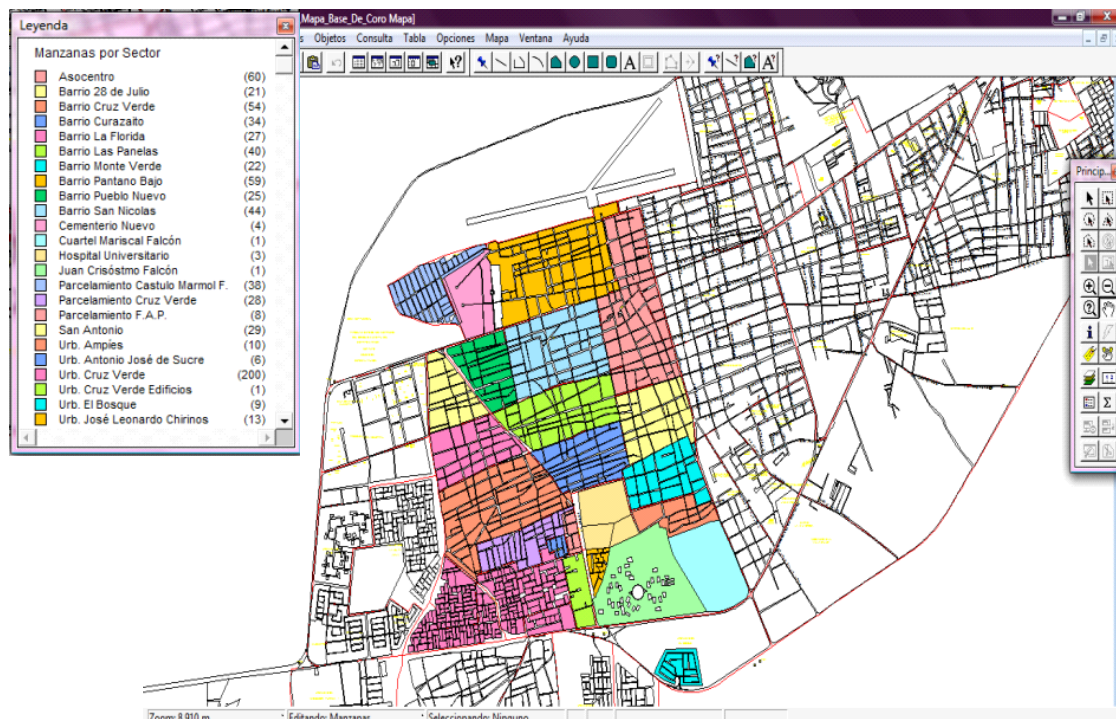 Leyenda
Mapa_Base_De_Coro Mapa]
s Objetos Consulta Tabla Opciones Mapa Ventana Ayuda
Manzanas por Sector
Asocentro (60)
Barrio 28 de Julio (21)
Barrio Cruz Verde (54)
Barrio Curazaito (34)
Barrio La Florida (27)
Barrio Las Panelas (40)
Barrio Monte Verde (22)
Barrio Pantano Bajo (59)
Barrio Pueblo Nuevo (25)
Barrio San Nicolas (44)
Cementerio Nuevo (4)
Cuartel Mariscal Falcón (1)
Hospital Universitario (3)
Juan Crisóstmo Falcón (1)
Parcelamiento Castulo Marmol F. (38)
Parcelamiento Cruz Verde (28)
Parcelamiento F.A.P. (8)
San Antonio (29)
Urb. Ampíes (10)
Urb. Antonio José de Sucre (6)
Urb. Cruz Verde (200)
Urb. Cruz Verde Edificios (1)
Urb. El Bosque (9)
Urb. José Leonardo Chirinos (13)
Princip...
Zoom: 8.910 m Editando: Manzanas Seleccionando: Ninguno